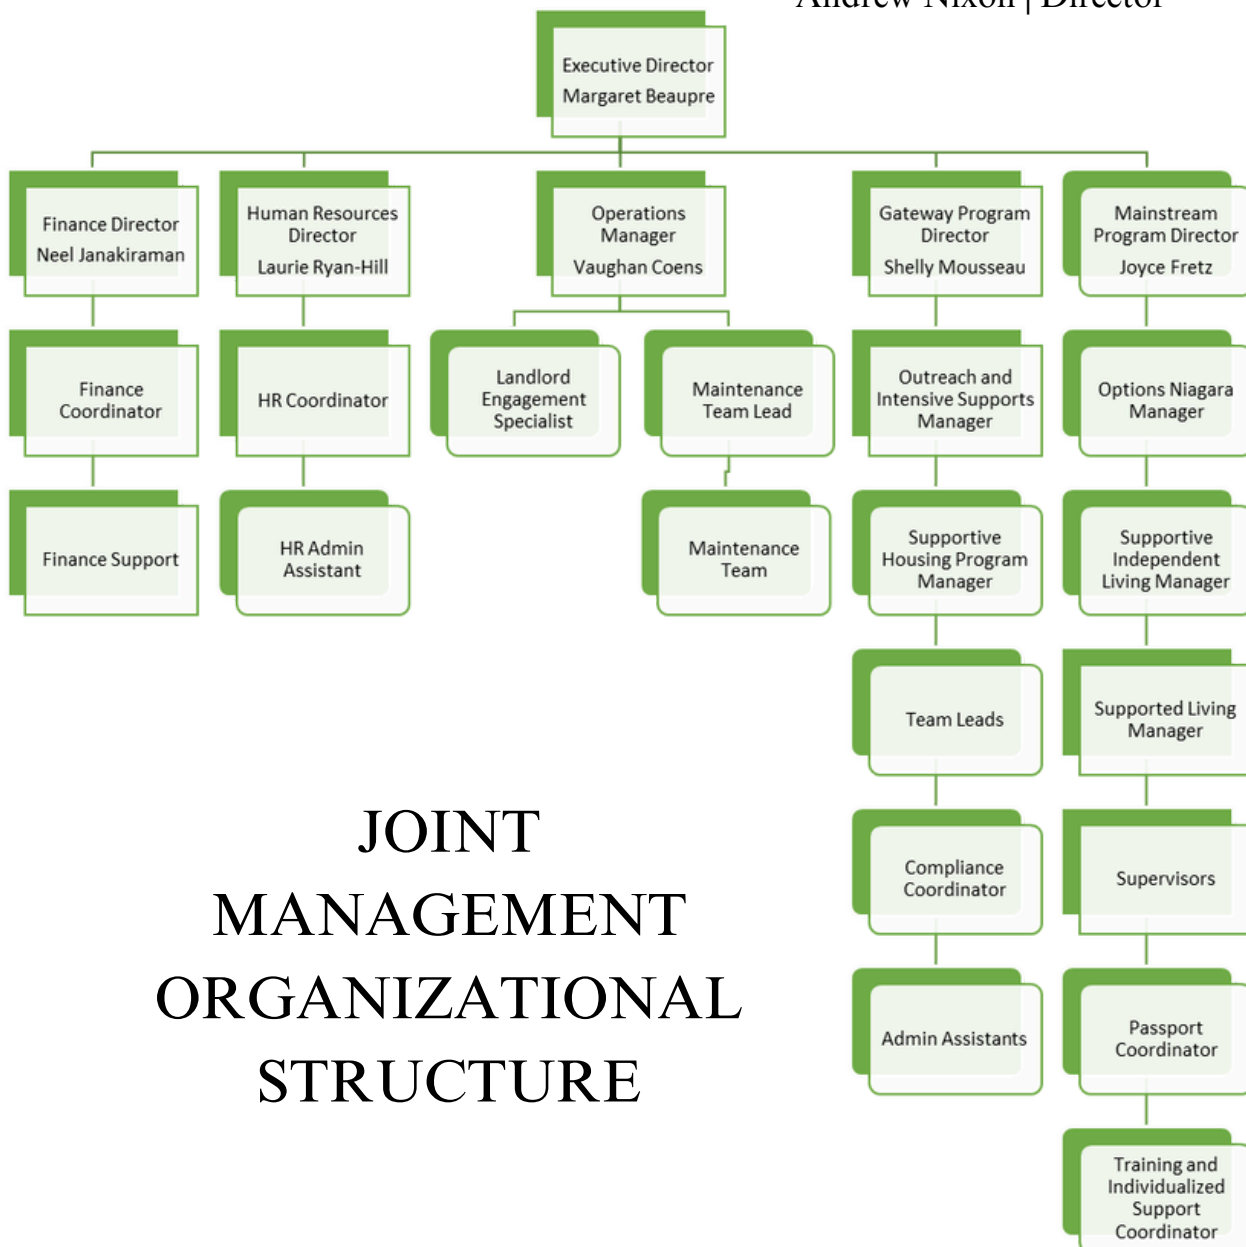 Andrew Nixon | Director
Executive Director
Margaret Beaupre
Finance Director
Neel Janakiraman
Human Resources
Director
Laurie Ryan-Hill
Operations
Manager
Vaughan Coens
Gateway Program
Director
Shelly Mousseau
Mainstream
Program Director
Joyce Fretz
Finance
Coordinator
HR Coordinator
Landlord
Engagement
Specialist
Maintenance
Team Lead
Outreach and
Intensive Supports
Manager
Options Niagara
Manager
Finance Support
HR Admin
Assistant
Maintenance
Team
Supportive
Housing Program
Manager
Supportive
Independent
Living Manager
Team Leads
Supported Living
Manager
Compliance
Coordinator
Supervisors
Admin Assistants
Passport
Coordinator
Training and
Individualized
Support
Coordinator
JOINT
MANAGEMENT
ORGANIZATIONAL
STRUCTURE